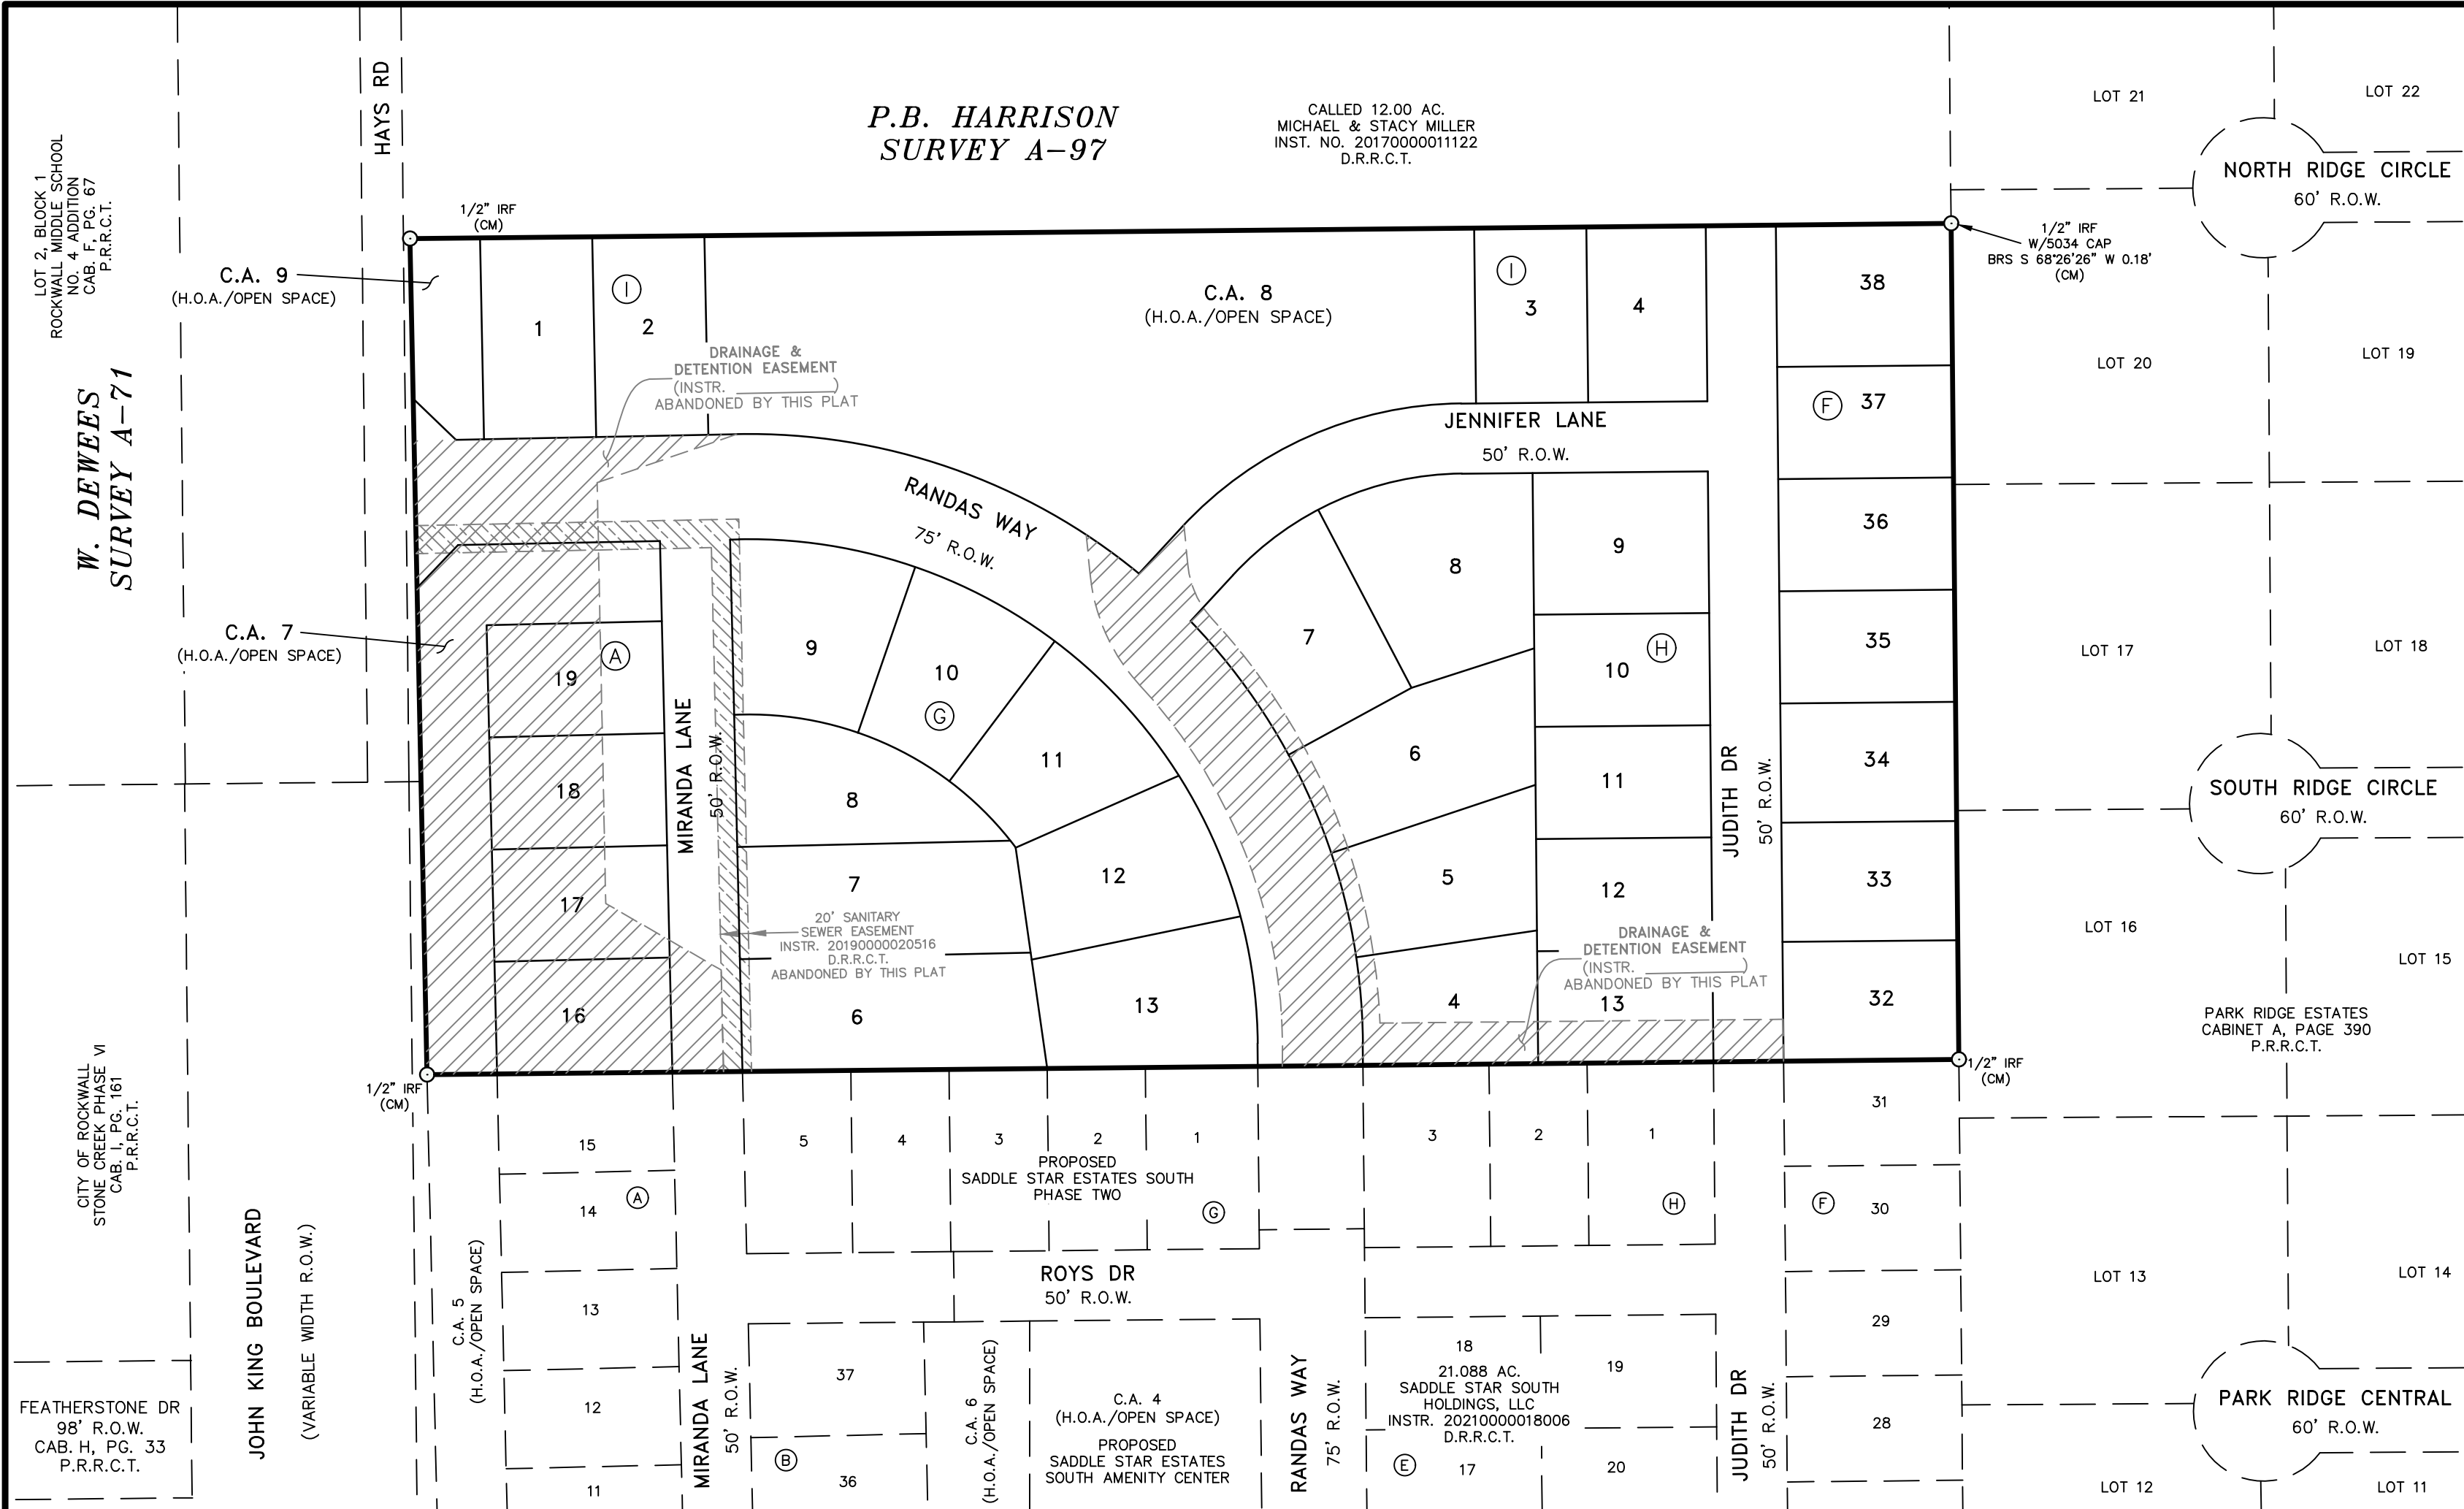 LOT 2, BLOCK 1
ROCKWALL MIDDLE SCHOOL
NO. 4 ADDITION
CAB. F, PG. 67
P.R.R.C.T.
HAYS RD
P.B. HARRISON
SURVEY A-97
CALLED 12.00 AC.
MICHAEL & STACY MILLER
INST. NO. 20170000011122
D.R.R.C.T.
LOT 21
LOT 22
NORTH RIDGE CIRCLE
60' R.O.W.
1/2" IRF
(CM)
1/2" IRF
W/5034 CAP
BRS S 68°26'26" W 0.18'
(CM)
C.A. 9
(H.O.A./OPEN SPACE)
W. DEWEES
SURVEY A-71
1
I
2
C.A. 8
(H.O.A./OPEN SPACE)
I
3
4
38
LOT 20
LOT 19
DRAINAGE &
DETENTION EASEMENT
(INSTR. __________)
ABANDONED BY THIS PLAT
JENNIFER LANE
50' R.O.W.
F
37
RANDAS WAY
75' R.O.W.
36
C.A. 7
(H.O.A./OPEN SPACE)
19
A
9
10
G
7
8
9
10
H
35
LOT 17
LOT 18
MIRANDA LANE
50' R.O.W.
18
8
11
6
11
JUDITH DR
50' R.O.W.
34
SOUTH RIDGE CIRCLE
60' R.O.W.
17
7
12
5
12
33
LOT 16
LOT 15
20' SANITARY
SEWER EASEMENT
INSTR. 20190000020516
D.R.R.C.T.
ABANDONED BY THIS PLAT
DRAINAGE &
DETENTION EASEMENT
(INSTR. __________)
ABANDONED BY THIS PLAT
16
6
13
4
13
32
PARK RIDGE ESTATES
CABINET A, PAGE 390
P.R.R.C.T.
1/2" IRF
(CM)
1/2" IRF
(CM)
CITY OF ROCKWALL
STONE CREEK PHASE VI
CAB. I, PG. 161
P.R.R.C.T.
15
5
4
3
2
1
3
2
1
31
PROPOSED
SADDLE STAR ESTATES SOUTH
PHASE TWO
14
A
G
H
F
30
JOHN KING BOULEVARD
(VARIABLE WIDTH R.O.W.)
C.A. 5
(H.O.A./OPEN SPACE)
ROYS DR
50' R.O.W.
LOT 13
LOT 14
13
29
MIRANDA LANE
50' R.O.W.
37
C.A. 6
(H.O.A./OPEN SPACE)
C.A. 4
(H.O.A./OPEN SPACE)
PROPOSED
SADDLE STAR ESTATES
SOUTH AMENITY CENTER
RANDAS WAY
75' R.O.W.
18
21.088 AC.
SADDLE STAR SOUTH
HOLDINGS, LLC
INSTR. 20210000018006
D.R.R.C.T.
19
JUDITH DR
50' R.O.W.
FEATHERSTONE DR
98' R.O.W.
CAB. H, PG. 33
P.R.R.C.T.
12
28
PARK RIDGE CENTRAL
60' R.O.W.
11
B
36
E
17
20
LOT 12
LOT 11